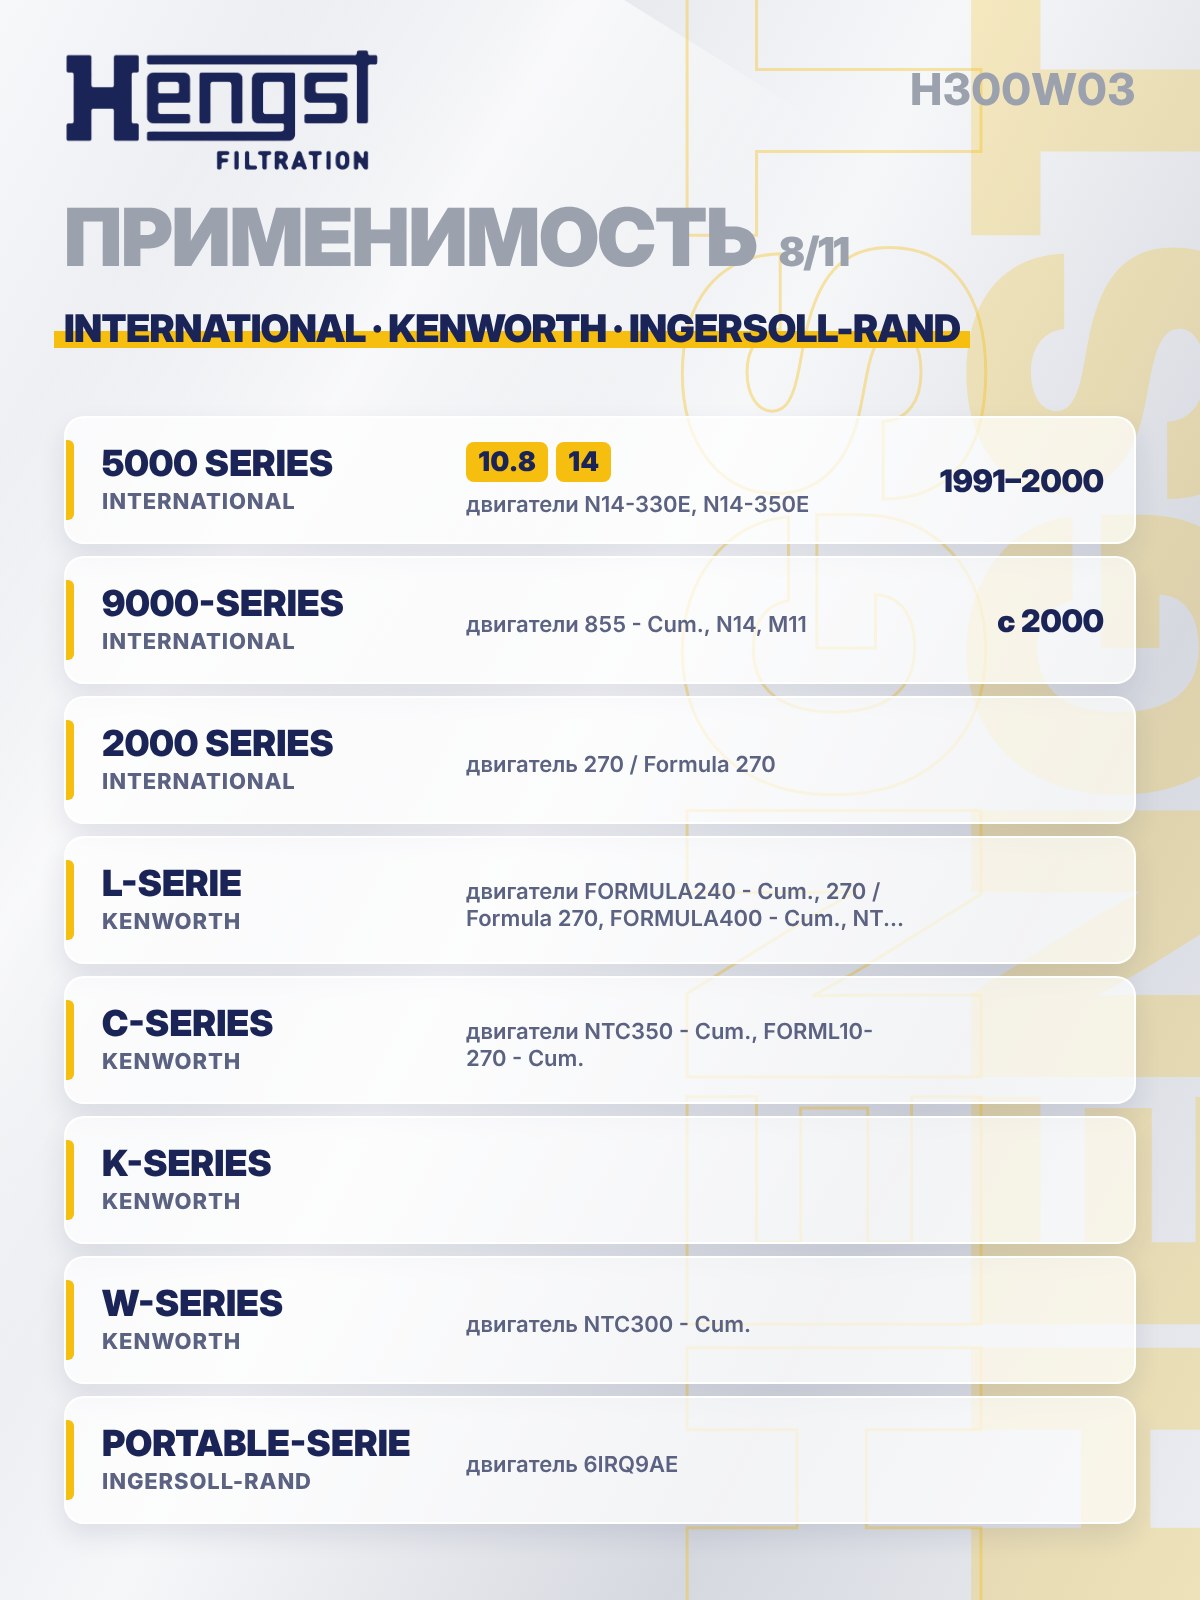 Hengst
FILTRATION
H300W03
ПРИМЕНИМОСТЬ 8/11
INTERNATIONAL · KENWORTH · INGERSOLL-RAND
5000 SERIES
INTERNATIONAL
10.8 14
двигатели N14-330E, N14-350E
1991–2000
9000-SERIES
INTERNATIONAL
двигатели 855 - Cum., N14, M11
с 2000
2000 SERIES
INTERNATIONAL
двигатель 270 / Formula 270
L-SERIE
KENWORTH
двигатели FORMULA240 - Cum., 270 /
Formula 270, FORMULA400 - Cum., NT...
C-SERIES
KENWORTH
двигатели NTC350 - Cum., FORML10-
270 - Cum.
K-SERIES
KENWORTH
W-SERIES
KENWORTH
двигатель NTC300 - Cum.
PORTABLE-SERIE
INGERSOLL-RAND
двигатель 6IRQ9AE
HENGST
HENGST